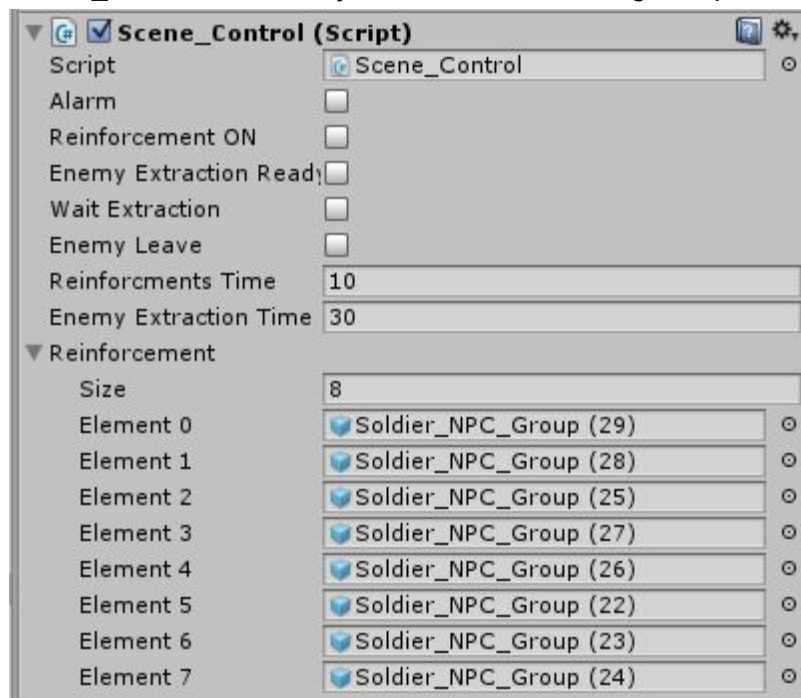 Scene_Control (Script)
Script Scene_Control
Alarm
Reinforcement ON
Enemy Extraction Ready
Wait Extraction
Enemy Leave
Reinforcments Time 10
Enemy Extraction Time 30
Reinforcement
Size 8
Element 0 Soldier_NPC_Group (29)
Element 1 Soldier_NPC_Group (28)
Element 2 Soldier_NPC_Group (25)
Element 3 Soldier_NPC_Group (27)
Element 4 Soldier_NPC_Group (26)
Element 5 Soldier_NPC_Group (22)
Element 6 Soldier_NPC_Group (23)
Element 7 Soldier_NPC_Group (24)